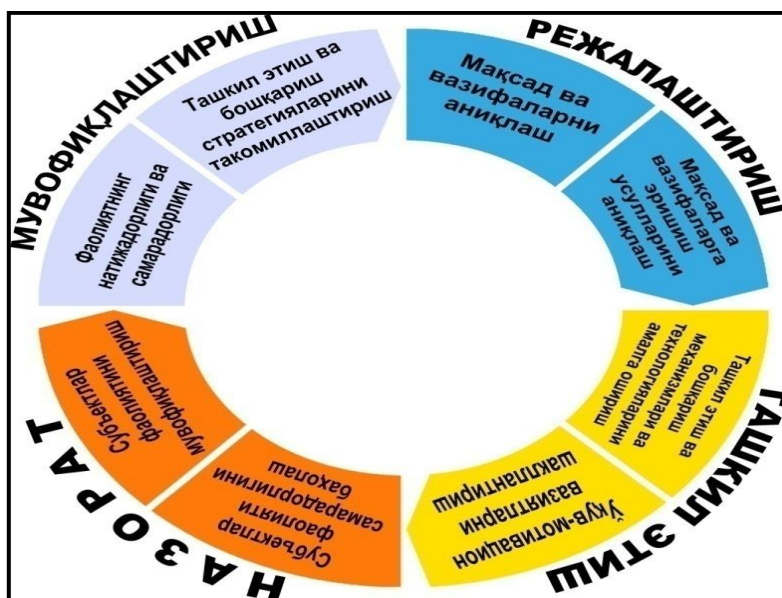 РЕЖАЛАШТИРИШ
Мақсад ва
вазифаларни
аниқлаш
Мақсад ва
вазифаларга
эришиш
усулларини
аниқлаш
ТАШКИЛ ЭТИШ
Ташкил этиш ва
бошқариш
механизмлари ва
технологияларини
амалга ошириш
Ўқув-мотивацион
вазиятларни
шакллантириш
НАЗОРАТ
Субъектлар
фаолияти
самарадорлигини
баҳолаш
Субъектлар
фаолиятини
мувофиқлаштириш
МУВОФИҚЛАШТИРИШ
Фаолиятнинг
натижадорлиги ва
самарадорлиги
Ташкил этиш ва
бошқариш
стратегияларини
такомиллаштириш